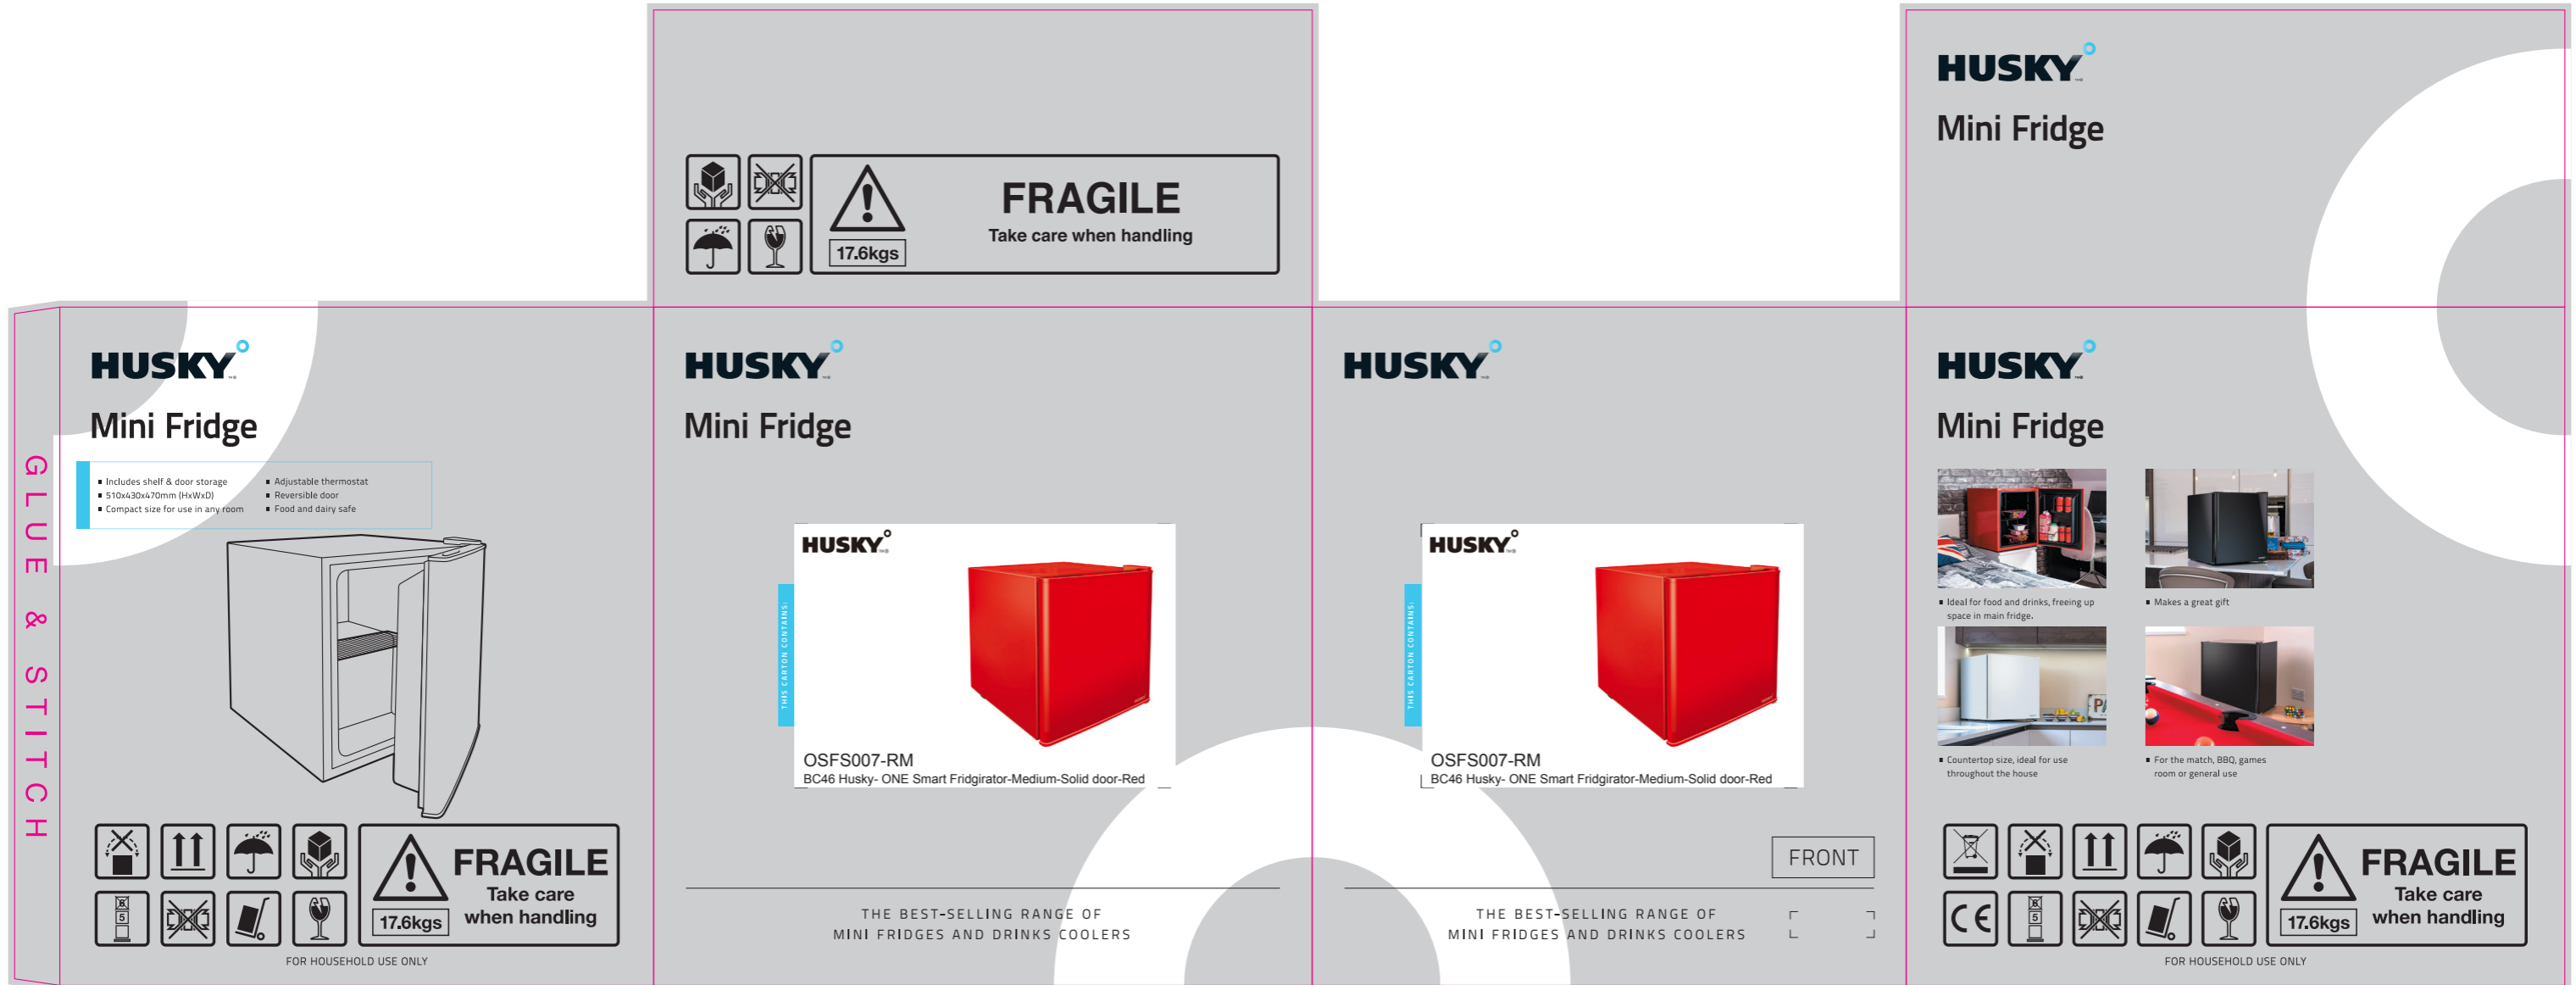 FRAGILE
Take care when handling
17.6kgs
HUSKY
Mini Fridge
GLUE & STITCH
HUSKY
Mini Fridge
Includes shelf & door storage
510x430x470mm (HxWxD)
Compact size for use in any room
Adjustable thermostat
Reversible door
Food and dairy safe
17.6kgs
FRAGILE
Take care
when handling
FOR HOUSEHOLD USE ONLY
HUSKY
Mini Fridge
THIS CARTON CONTAINS:
HUSKY
OSFS007-RM
BC46 Husky- ONE Smart Fridgirator-Medium-Solid door-Red
THE BEST-SELLING RANGE OF
MINI FRIDGES AND DRINKS COOLERS
HUSKY
THIS CARTON CONTAINS:
HUSKY
OSFS007-RM
BC46 Husky- ONE Smart Fridgirator-Medium-Solid door-Red
FRONT
THE BEST-SELLING RANGE OF
MINI FRIDGES AND DRINKS COOLERS
HUSKY
Mini Fridge
Ideal for food and drinks, freeing up
space in main fridge.
Makes a great gift
Countertop size, ideal for use
throughout the house
For the match, BBQ, games
room or general use
CE
17.6kgs
FRAGILE
Take care
when handling
FOR HOUSEHOLD USE ONLY